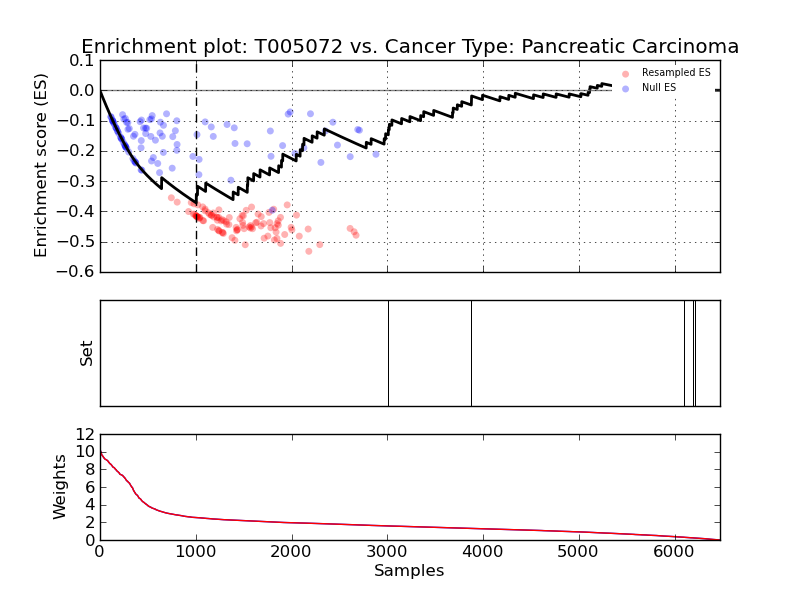 Enrichment plot: T005072 vs. Cancer Type: Pancreatic Carcinoma
0.1
0.0
−0.1
−0.2
−0.3
−0.4
−0.5
−0.6
Enrichment score (ES)
Resampled ES
Null ES
Set
12
10
8
6
4
2
0
Weights
0 1000 2000 3000 4000 5000 6000
Samples